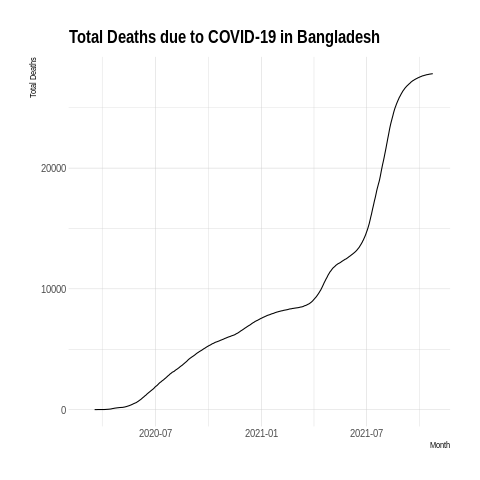 Total Deaths due to COVID-19 in Bangladesh
Total Deaths
20000
10000
0
2020-07 2021-01 2021-07
Month